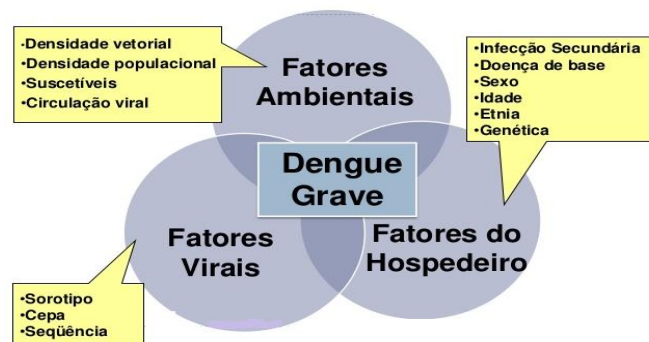 •Densidade vetorial
•Densidade populacional
•Suscetíveis
•Circulação viral
Fatores
Ambientais
•Infecção Secundária
•Doença de base
•Sexo
•Idade
•Etnia
•Genética
Dengue
Grave
Fatores
Virais
Fatores do
Hospedeiro
•Sorotipo
•Cepa
•Seqüência